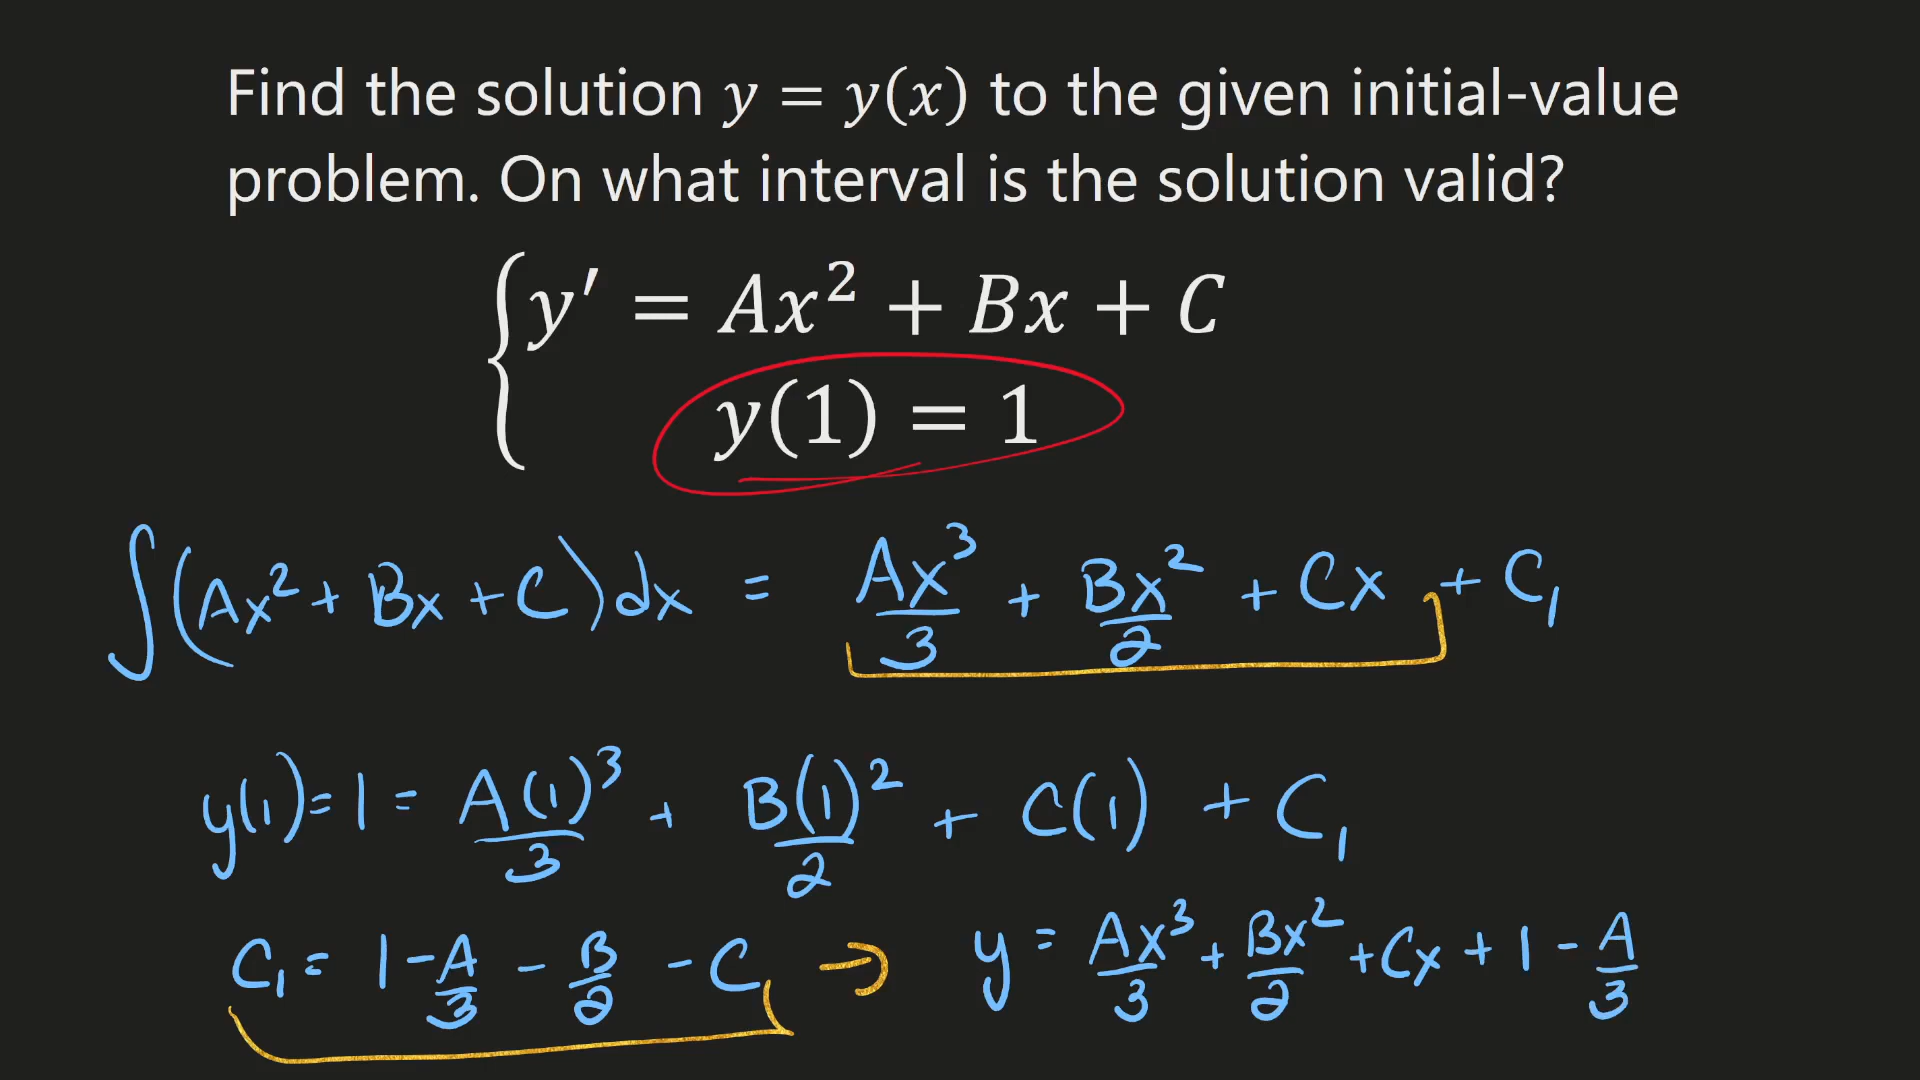 Find the solution y = y(x) to the given initial-value
problem. On what interval is the solution valid?
y′ = Ax² + Bx + C
y(1) = 1
∫(Ax² + Bx + C)dx = Ax³/3 + Bx²/2 + Cx + C₁
y(1) = 1 = A(1)³/3 + B(1)²/2 + C(1) + C₁
C₁ = 1 - A/3 - B/2 - C ⇒ y = Ax³/3 + Bx²/2 + Cx + 1 - A/3